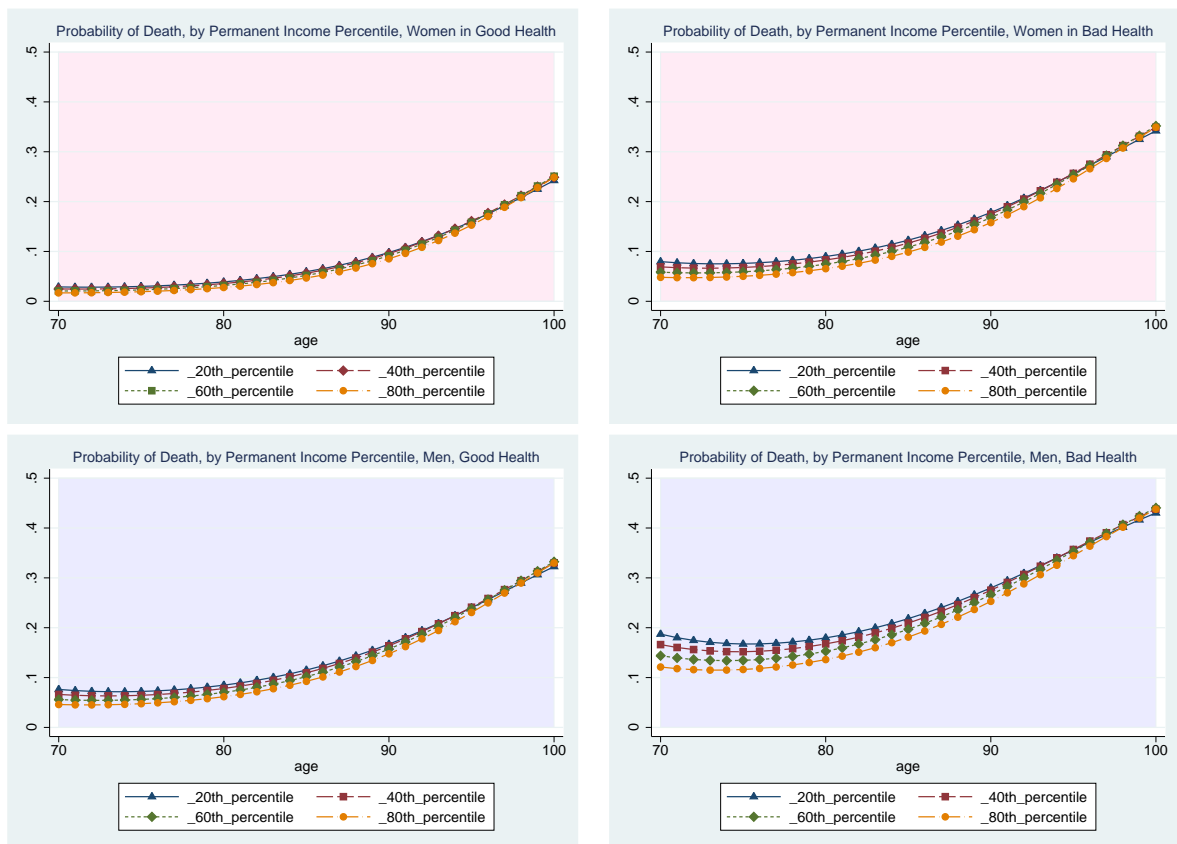 Probability of Death, by Permanent Income Percentile, Women in Good Health
.5
.4
.3
.2
.1
0
70 80 90 100
age
_20th_percentile _40th_percentile
_60th_percentile _80th_percentile
Probability of Death, by Permanent Income Percentile, Women in Bad Health
.5
.4
.3
.2
.1
0
70 80 90 100
age
_20th_percentile _40th_percentile
_60th_percentile _80th_percentile
Probability of Death, by Permanent Income Percentile, Men, Good Health
.5
.4
.3
.2
.1
0
70 80 90 100
age
_20th_percentile _40th_percentile
_60th_percentile _80th_percentile
Probability of Death, by Permanent Income Percentile, Men, Bad Health
.5
.4
.3
.2
.1
0
70 80 90 100
age
_20th_percentile _40th_percentile
_60th_percentile _80th_percentile